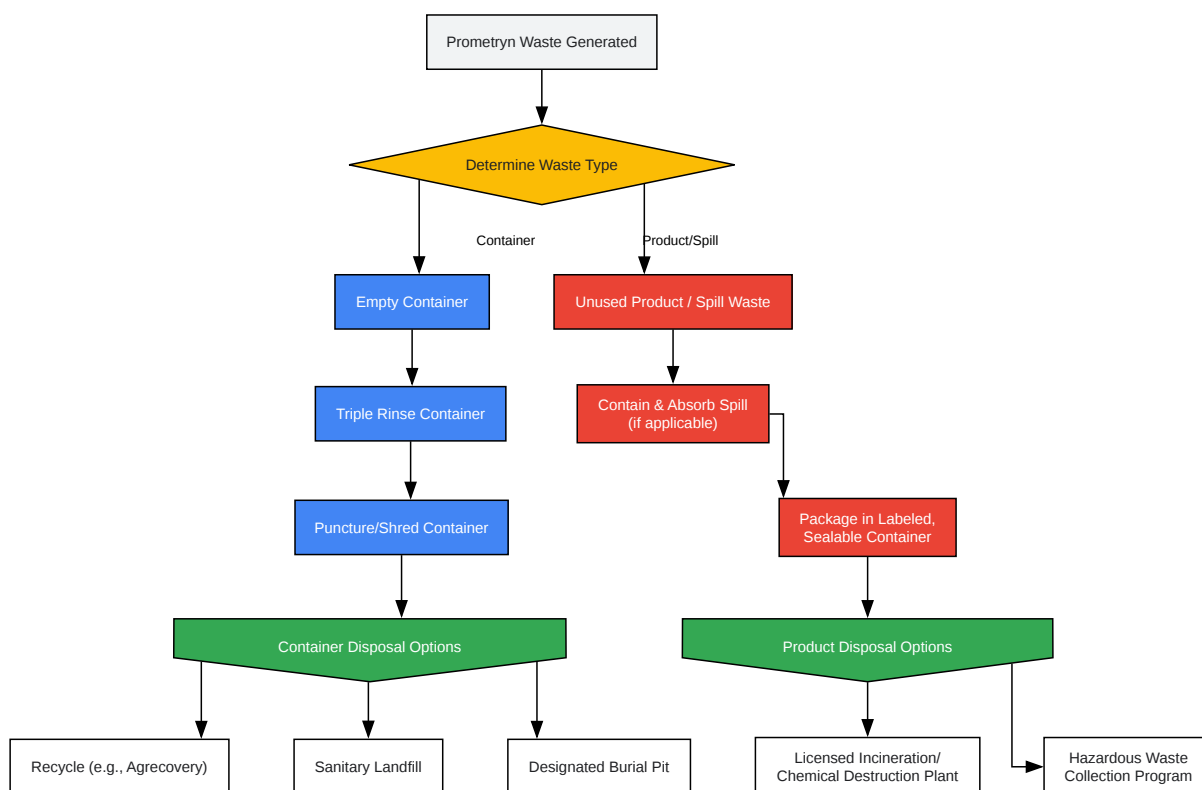 Prometryn Waste Generated
Determine Waste Type
Container
Product/Spill
Empty Container
Unused Product / Spill Waste
Triple Rinse Container
Contain & Absorb Spill
(if applicable)
Puncture/Shred Container
Package in Labeled,
Sealable Container
Container Disposal Options
Product Disposal Options
Recycle (e.g., Agrecovery)
Sanitary Landfill
Designated Burial Pit
Licensed Incineration/
Chemical Destruction Plant
Hazardous Waste
Collection Program